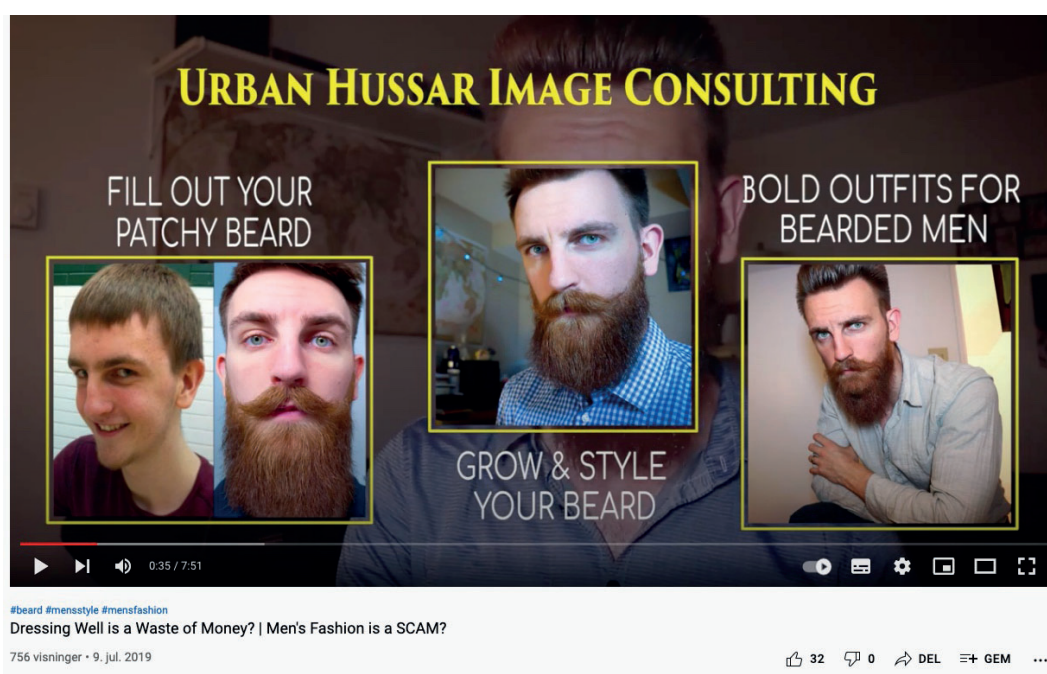 URBAN HUSSAR IMAGE CONSULTING
FILL OUT YOUR
PATCHY BEARD
GROW & STYLE
YOUR BEARD
BOLD OUTFITS FOR
BEARDED MEN
0:35 / 7:51
#beard #mensstyle #mensfashion
Dressing Well is a Waste of Money? | Men's Fashion is a SCAM?
756 visninger • 9. jul. 2019
32 0 DEL GEM